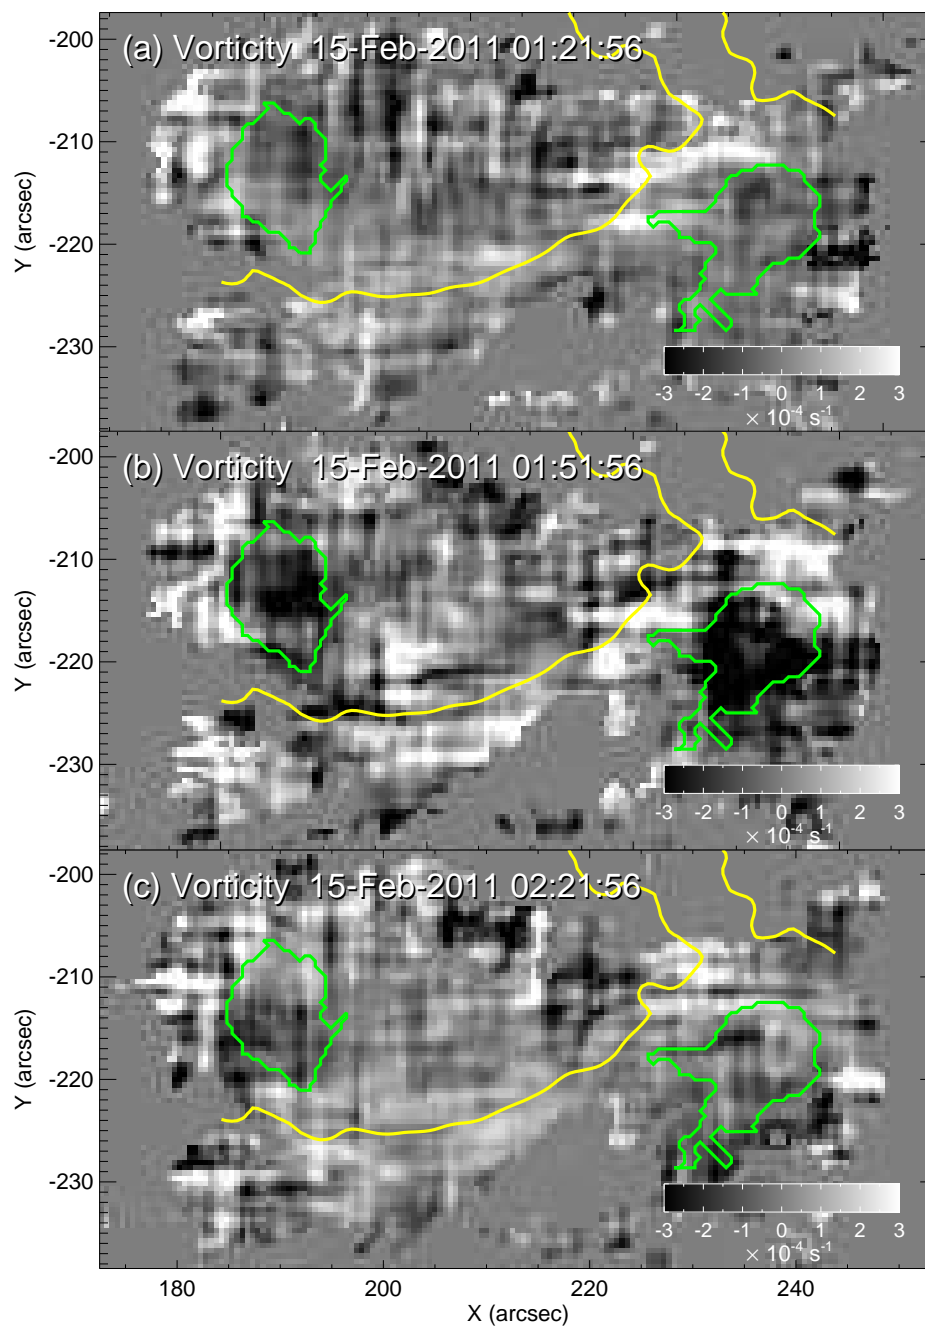 (a) Vorticity 15-Feb-2011 01:21:56
-200
-210
-220
-230
Y (arcsec)
-3 -2 -1 0 1 2 3
× 10⁻⁴ s⁻¹
(b) Vorticity 15-Feb-2011 01:51:56
-200
-210
-220
-230
Y (arcsec)
-3 -2 -1 0 1 2 3
× 10⁻⁴ s⁻¹
(c) Vorticity 15-Feb-2011 02:21:56
-200
-210
-220
-230
Y (arcsec)
-3 -2 -1 0 1 2 3
× 10⁻⁴ s⁻¹
180 200 220 240
X (arcsec)